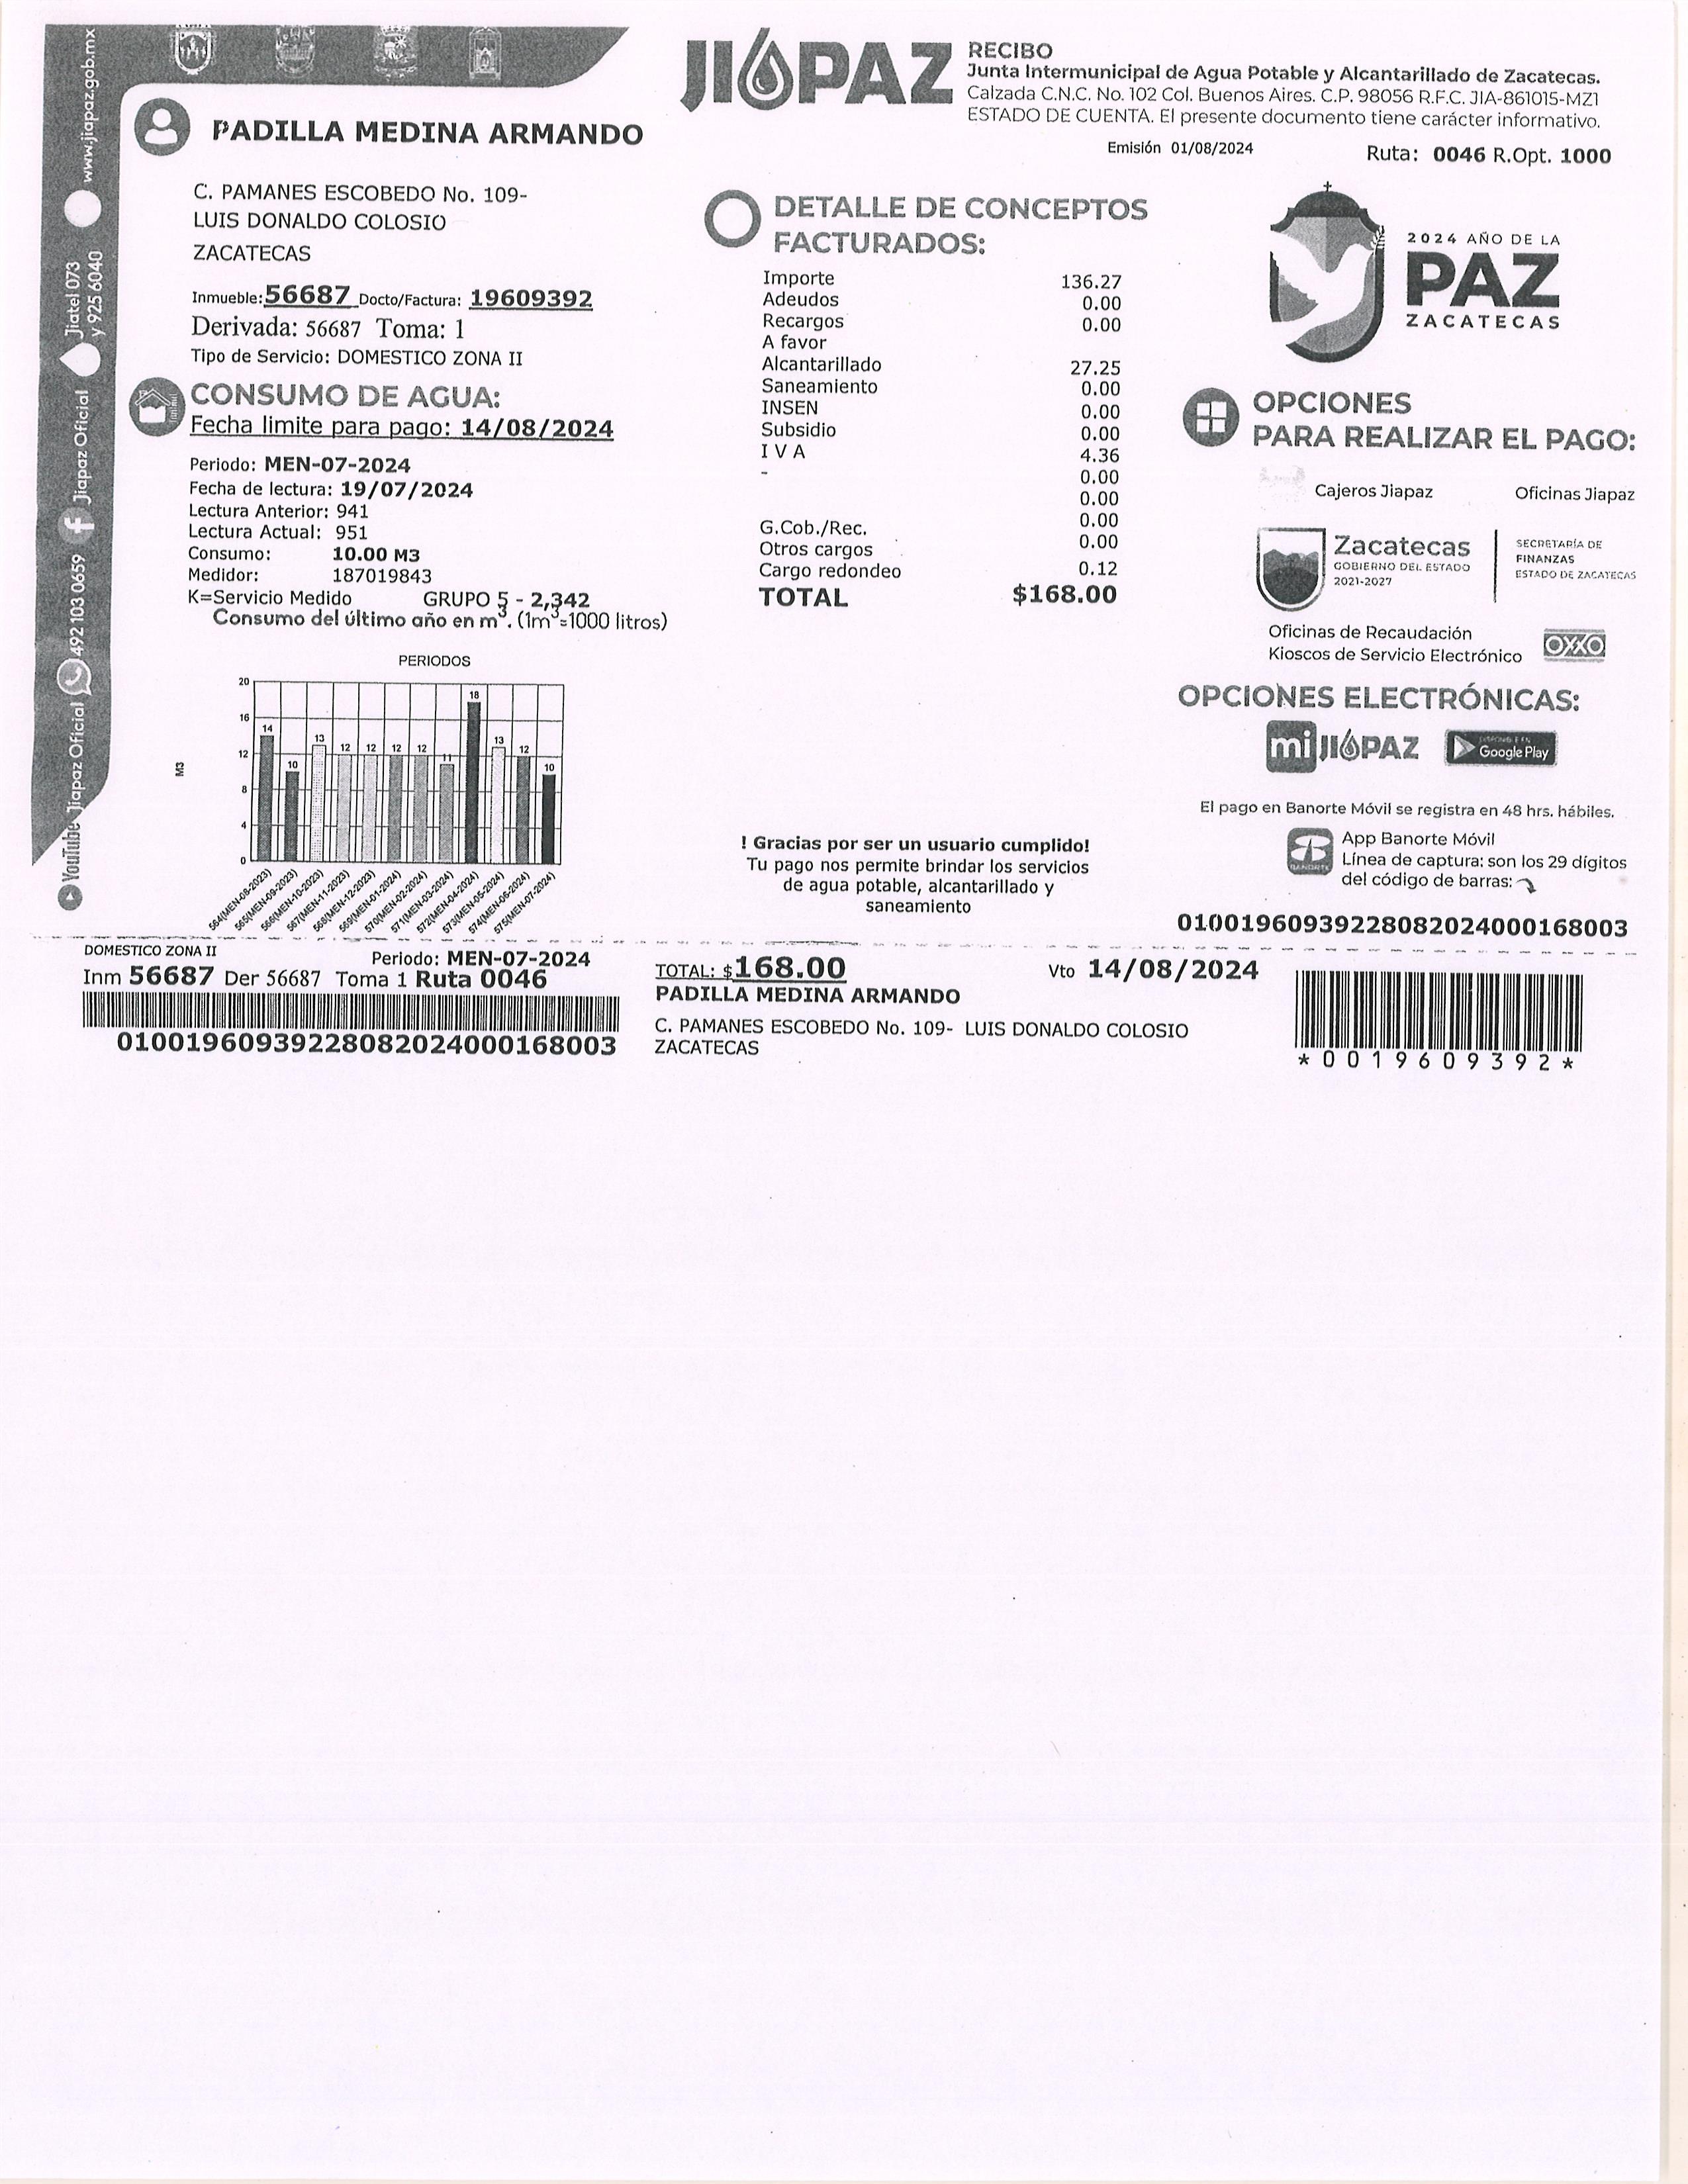 www.jiapaz.gob.mx
Jiatel 073
y 925 6040
Jiapaz Oficial
492 103 0659
Jiapaz Oficial
YouTube
JIAPAZ
RECIBO
Junta Intermunicipal de Agua Potable y Alcantarillado de Zacatecas.
Calzada C.N.C. No. 102 Col. Buenos Aires. C.P. 98056 R.F.C. JIA-861015-MZ1
ESTADO DE CUENTA. El presente documento tiene carácter informativo.
Emisión 01/08/2024
Ruta: 0046 R.Opt. 1000
PADILLA MEDINA ARMANDO
C. PAMANES ESCOBEDO No. 109-
LUIS DONALDO COLOSIO
ZACATECAS
Inmueble:56687 Docto/Factura: 19609392
Derivada: 56687 Toma: 1
Tipo de Servicio: DOMESTICO ZONA II
CONSUMO DE AGUA:
Fecha limite para pago: 14/08/2024
Periodo: MEN-07-2024
Fecha de lectura: 19/07/2024
Lectura Anterior: 941
Lectura Actual: 951
Consumo: 10.00 M3
Medidor: 187019843
K=Servicio Medido GRUPO 5 - 2,342
Consumo del último año en m³. (1m³=1000 litros)
PERIODOS
M3
20
16
12
8
4
0
14 10 13 12 12 12 12 11 18 13 12 10
564(MEN-08-2023)
565(MEN-09-2023)
566(MEN-10-2023)
567(MEN-11-2023)
568(MEN-12-2023)
569(MEN-01-2024)
570(MEN-02-2024)
571(MEN-03-2024)
572(MEN-04-2024)
573(MEN-05-2024)
574(MEN-06-2024)
575(MEN-07-2024)
DETALLE DE CONCEPTOS
FACTURADOS:
Importe 136.27
Adeudos 0.00
Recargos 0.00
A favor
Alcantarillado 27.25
Saneamiento 0.00
INSEN 0.00
Subsidio 0.00
I V A 4.36
- 0.00
0.00
G.Cob./Rec. 0.00
Otros cargos 0.00
Cargo redondeo 0.12
TOTAL $168.00
! Gracias por ser un usuario cumplido!
Tu pago nos permite brindar los servicios
de agua potable, alcantarillado y
saneamiento
2024 AÑO DE LA
PAZ
ZACATECAS
OPCIONES
PARA REALIZAR EL PAGO:
Cajeros Jiapaz Oficinas Jiapaz
Zacatecas
GOBIERNO DEL ESTADO
2021-2027
SECRETARÍA DE
FINANZAS
ESTADO DE ZACATECAS
Oficinas de Recaudación
Kioscos de Servicio Electrónico
OXXO
OPCIONES ELECTRÓNICAS:
mi JIAPAZ
Google Play
El pago en Banorte Móvil se registra en 48 hrs. hábiles.
BANORTE
App Banorte Móvil
Línea de captura: son los 29 dígitos
del código de barras:
01001960939228082024000168003
DOMESTICO ZONA II
Periodo: MEN-07-2024
Inm 56687 Der 56687 Toma 1 Ruta 0046
01001960939228082024000168003
TOTAL: $168.00 Vto 14/08/2024
PADILLA MEDINA ARMANDO
C. PAMANES ESCOBEDO No. 109- LUIS DONALDO COLOSIO
ZACATECAS
*0019609392*